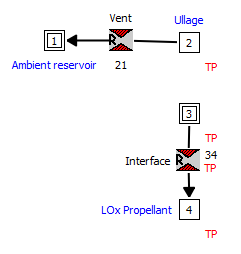 Vent
Ullage
1
R
2
Ambient reservoir
21
TP
3
TP
Interface
R
34
TP
LOx Propellant
4
TP